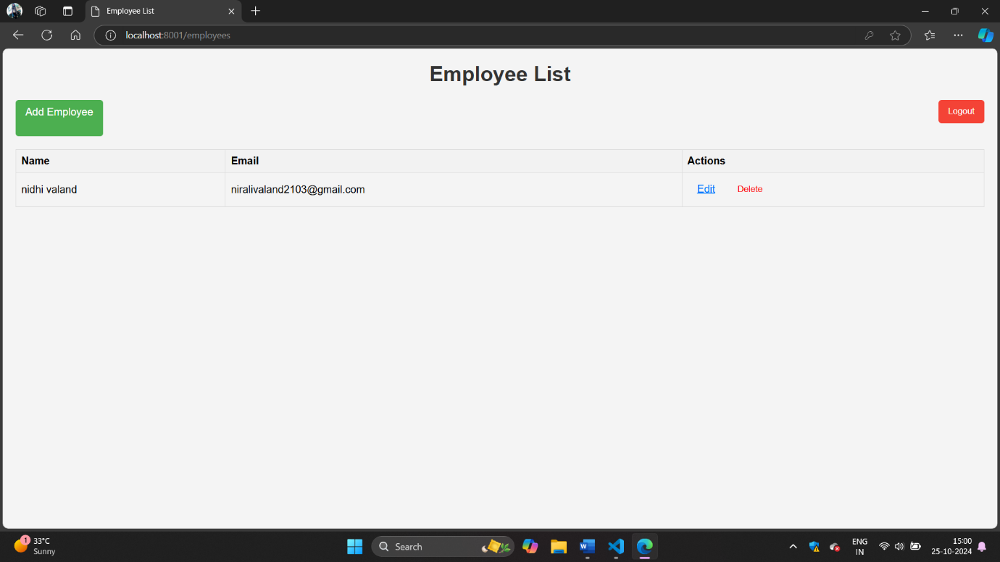 Employee List
localhost:8001/employees
Employee List
Add Employee
Logout
Name Email Actions
nidhi valand niralivaland2103@gmail.com Edit Delete
1
33°C
Sunny
Search
ENG
IN
15:00
25-10-2024